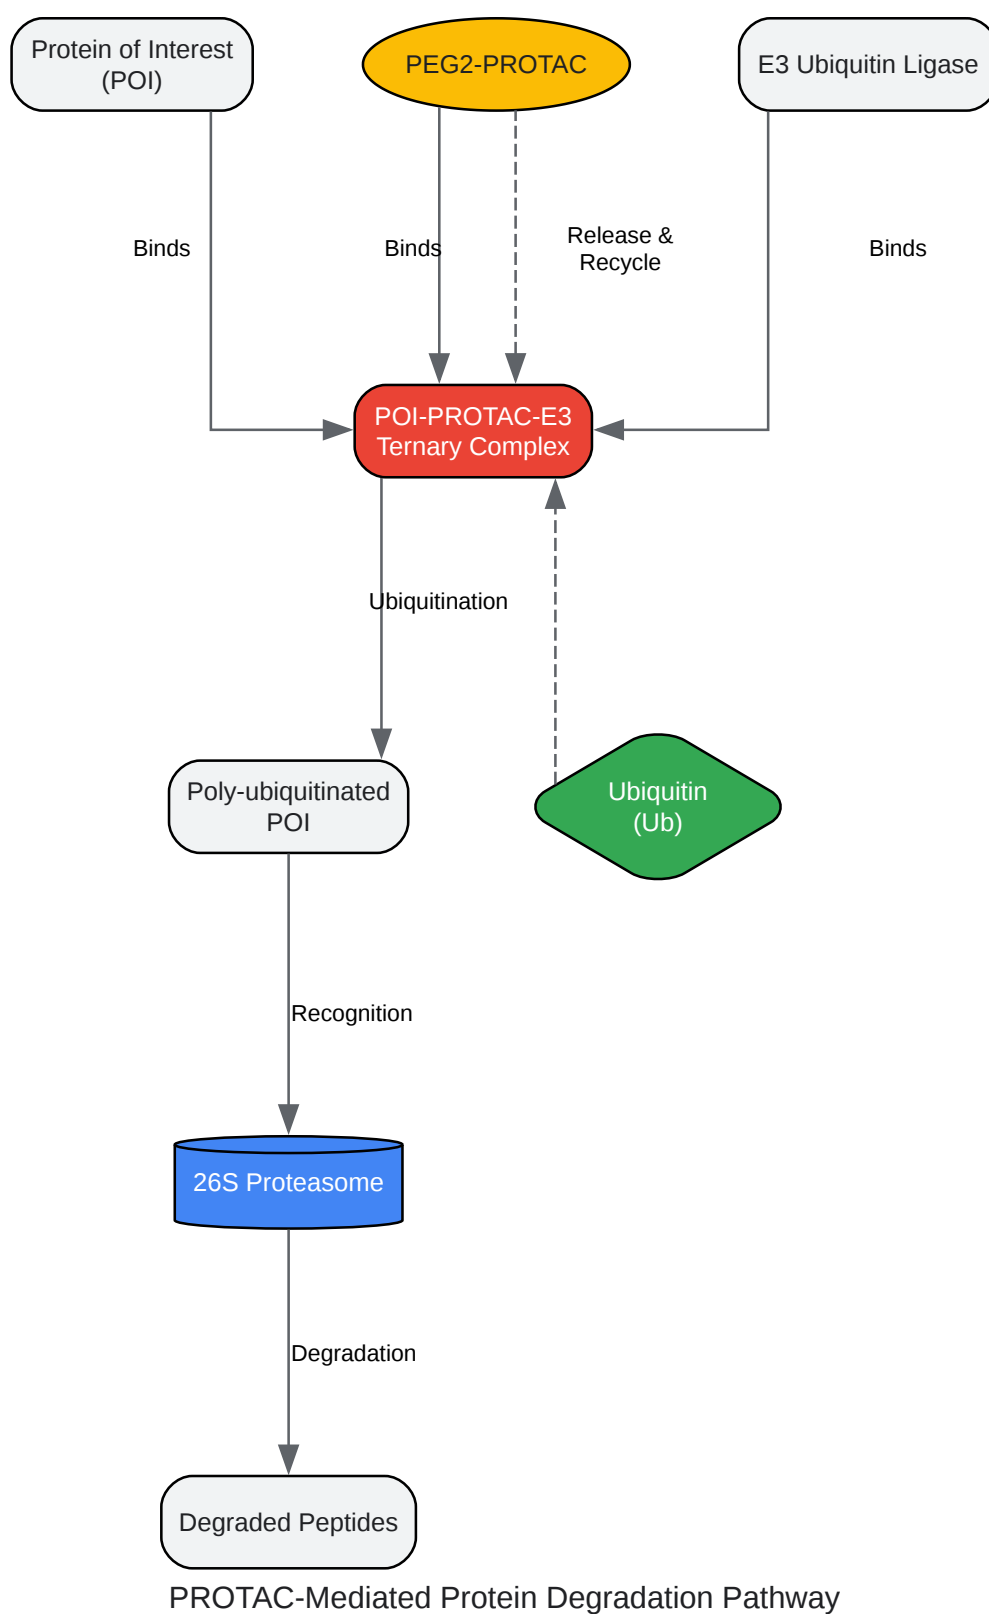 Protein of Interest
(POI)
PEG2-PROTAC
E3 Ubiquitin Ligase
Binds
Binds
Release &
Recycle
Binds
POI-PROTAC-E3
Ternary Complex
Ubiquitination
Poly-ubiquitinated
POI
Ubiquitin
(Ub)
Recognition
26S Proteasome
Degradation
Degraded Peptides
PROTAC-Mediated Protein Degradation Pathway